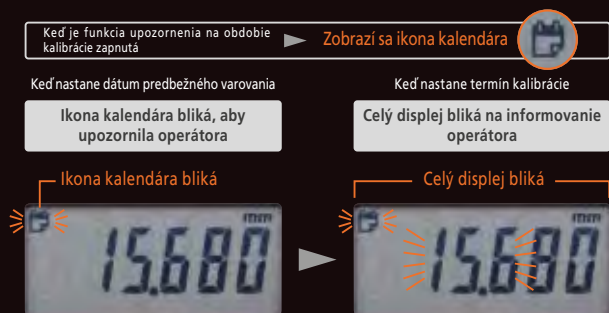 Keď je funkcia upozornenia na obdobie
kalibrácie zapnutá
Zobrazí sa ikona kalendára
Keď nastane dátum predbežného varovania
Keď nastane termín kalibrácie
Ikona kalendára bliká, aby
upozornila operátora
Celý displej bliká na informovanie
operátora
Ikona kalendára bliká
Celý displej bliká
mm
15.680
mm
15.680